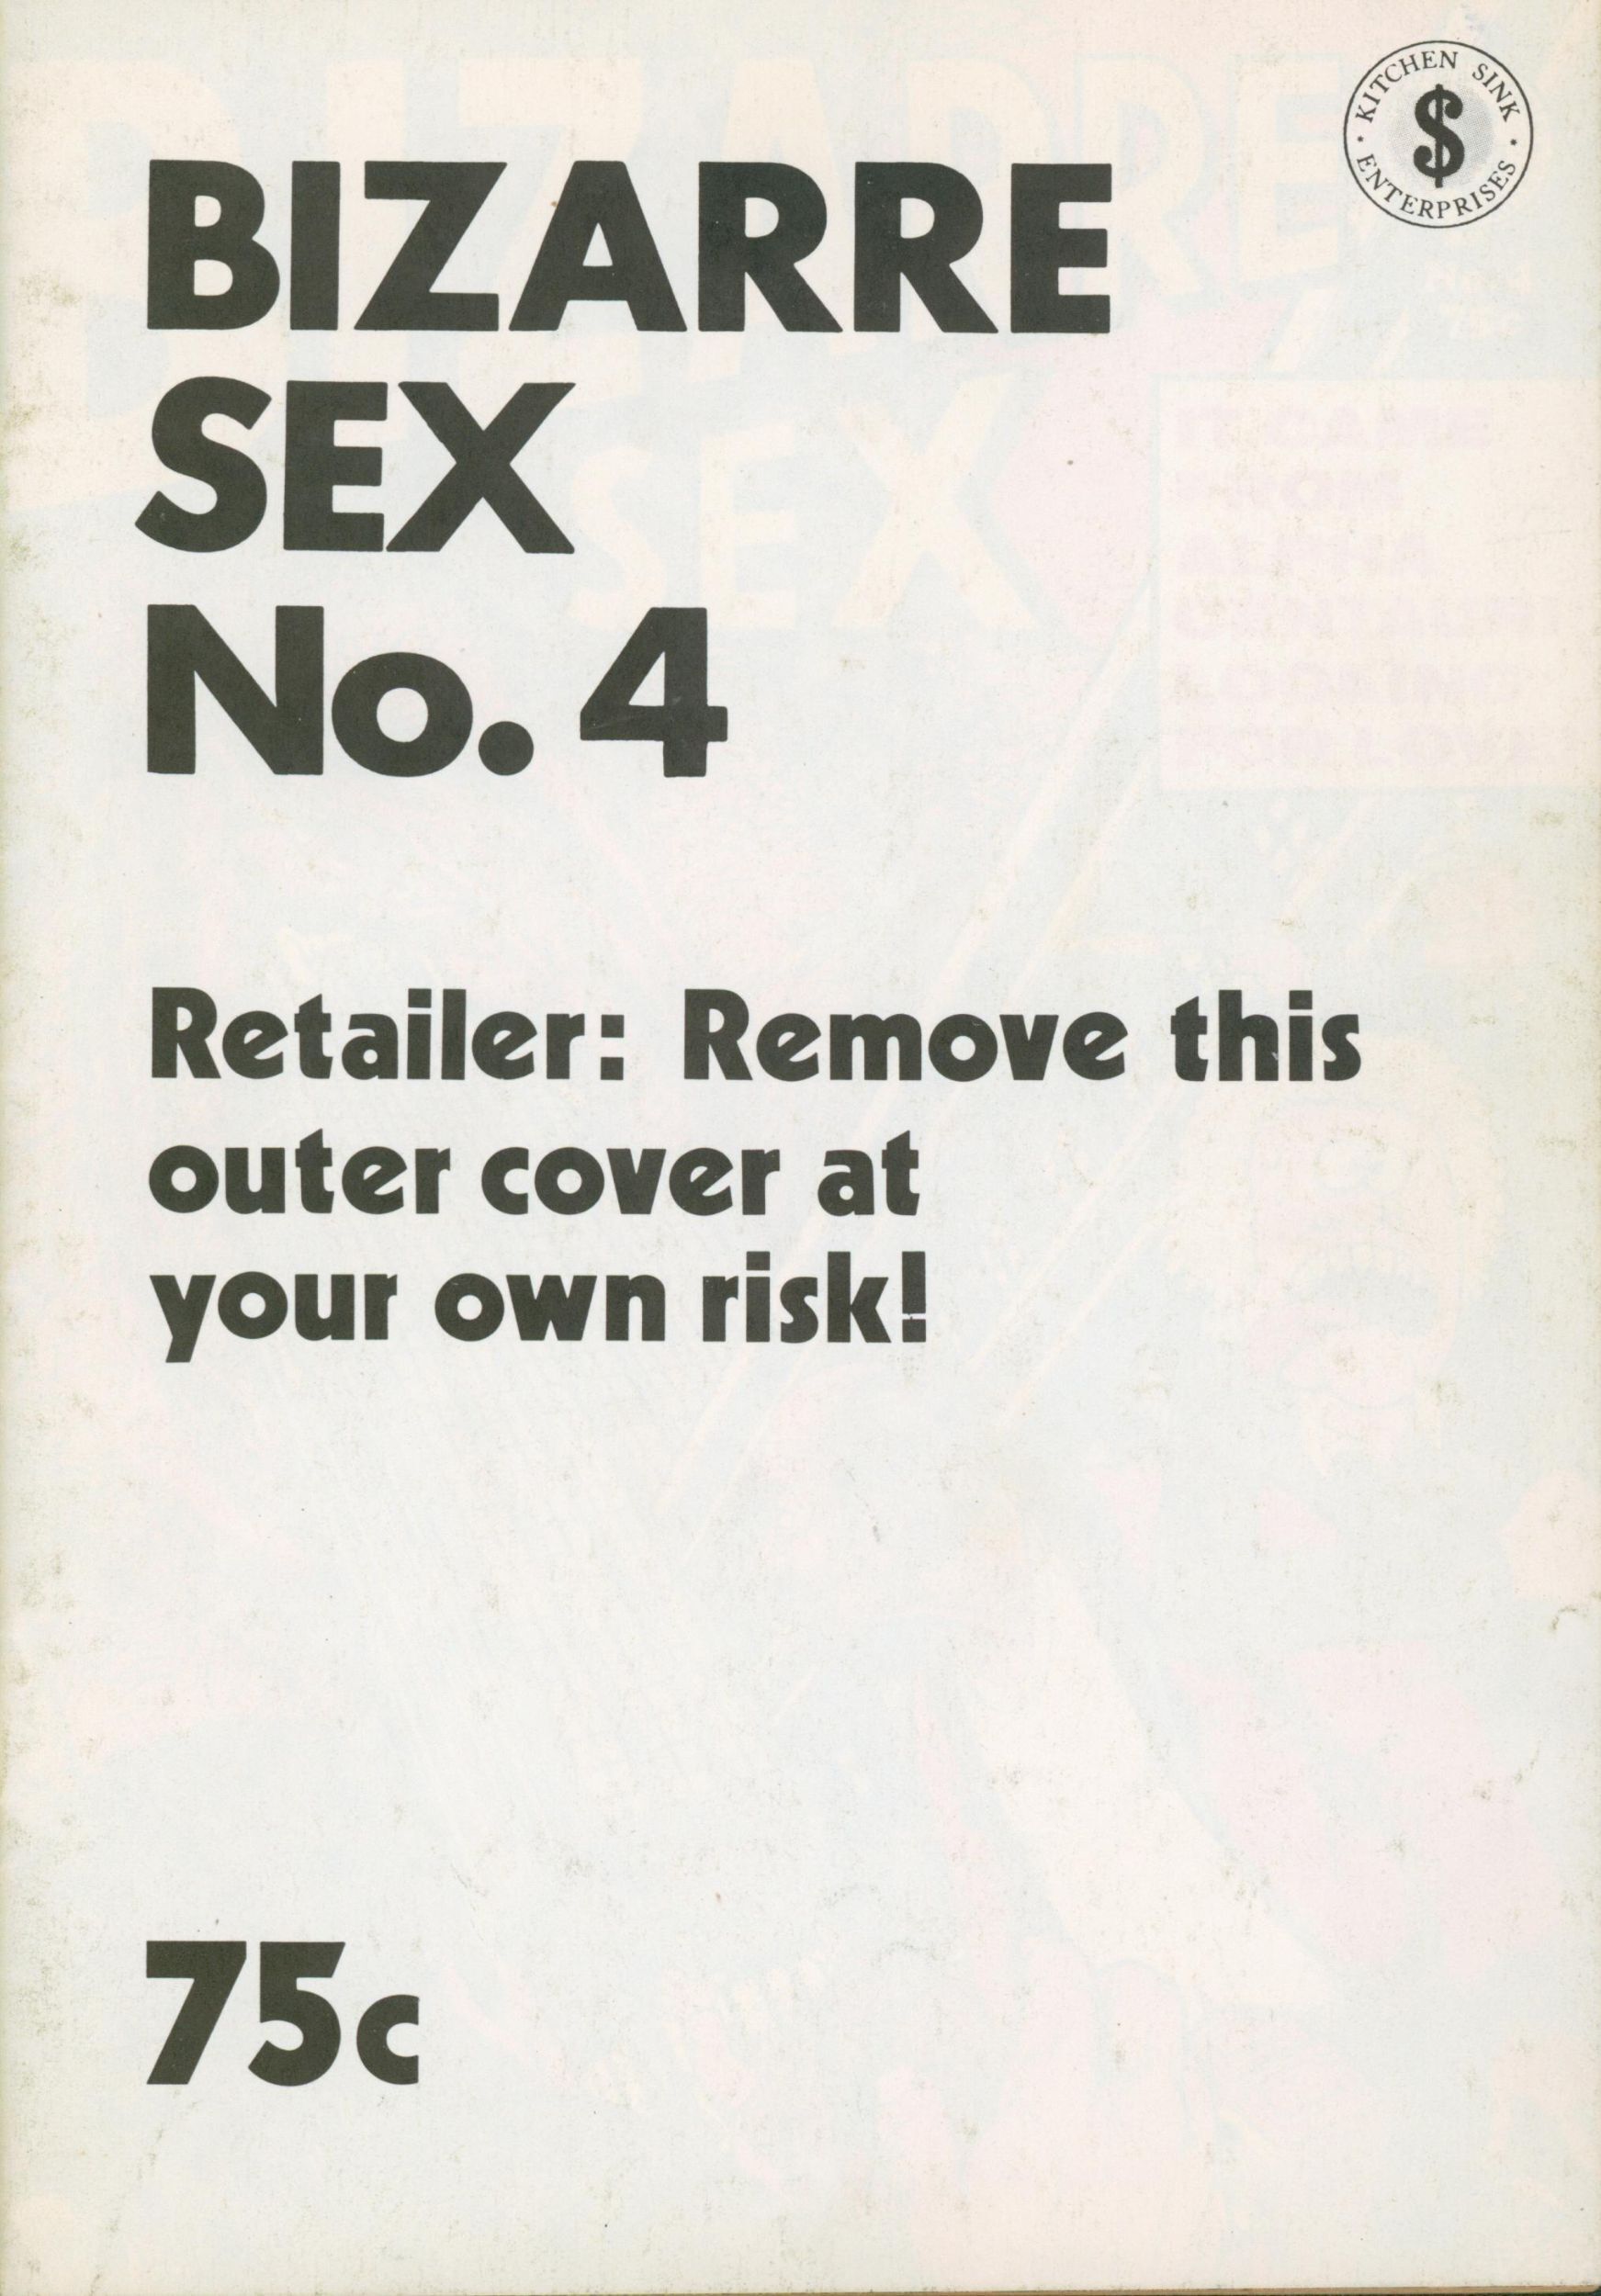 KITCHEN SINK
$
ENTERPRISES
BIZARRE
SEX
No. 4
Retailer: Remove this
outer cover at
your own risk!
75c